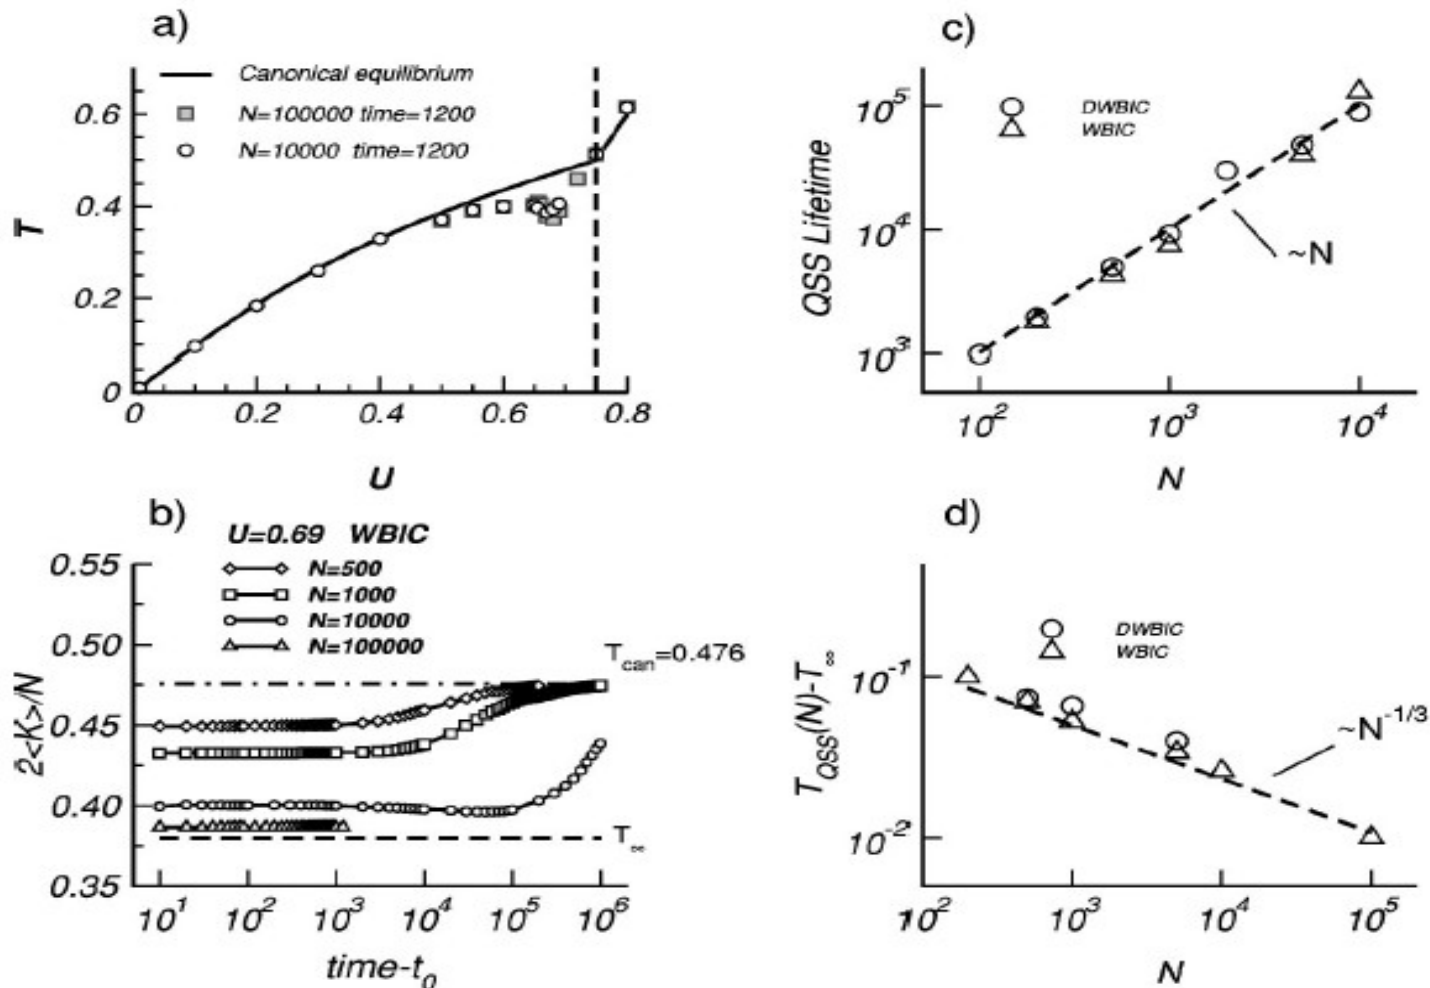 a)
Canonical equilibrium
N=100000 time=1200
N=10000 time=1200
T
0.6
0.4
0.2
0
0 0.2 0.4 0.6 0.8
U
c)
DWBIC
WBIC
QSS Lifetime
10^5
10^4
10^3
~N
10^2 10^3 10^4
N
b)
U=0.69 WBIC
N=500
N=1000
N=10000
N=100000
2<K>/N
0.55
0.50
0.45
0.40
0.35
T_can=0.476
T_∞
10^1 10^2 10^3 10^4 10^5 10^6
time-t_0
d)
DWBIC
WBIC
T_QSS(N)-T_∞
10^-1
10^-2
~N^-1/3
10^2 10^3 10^4 10^5
N